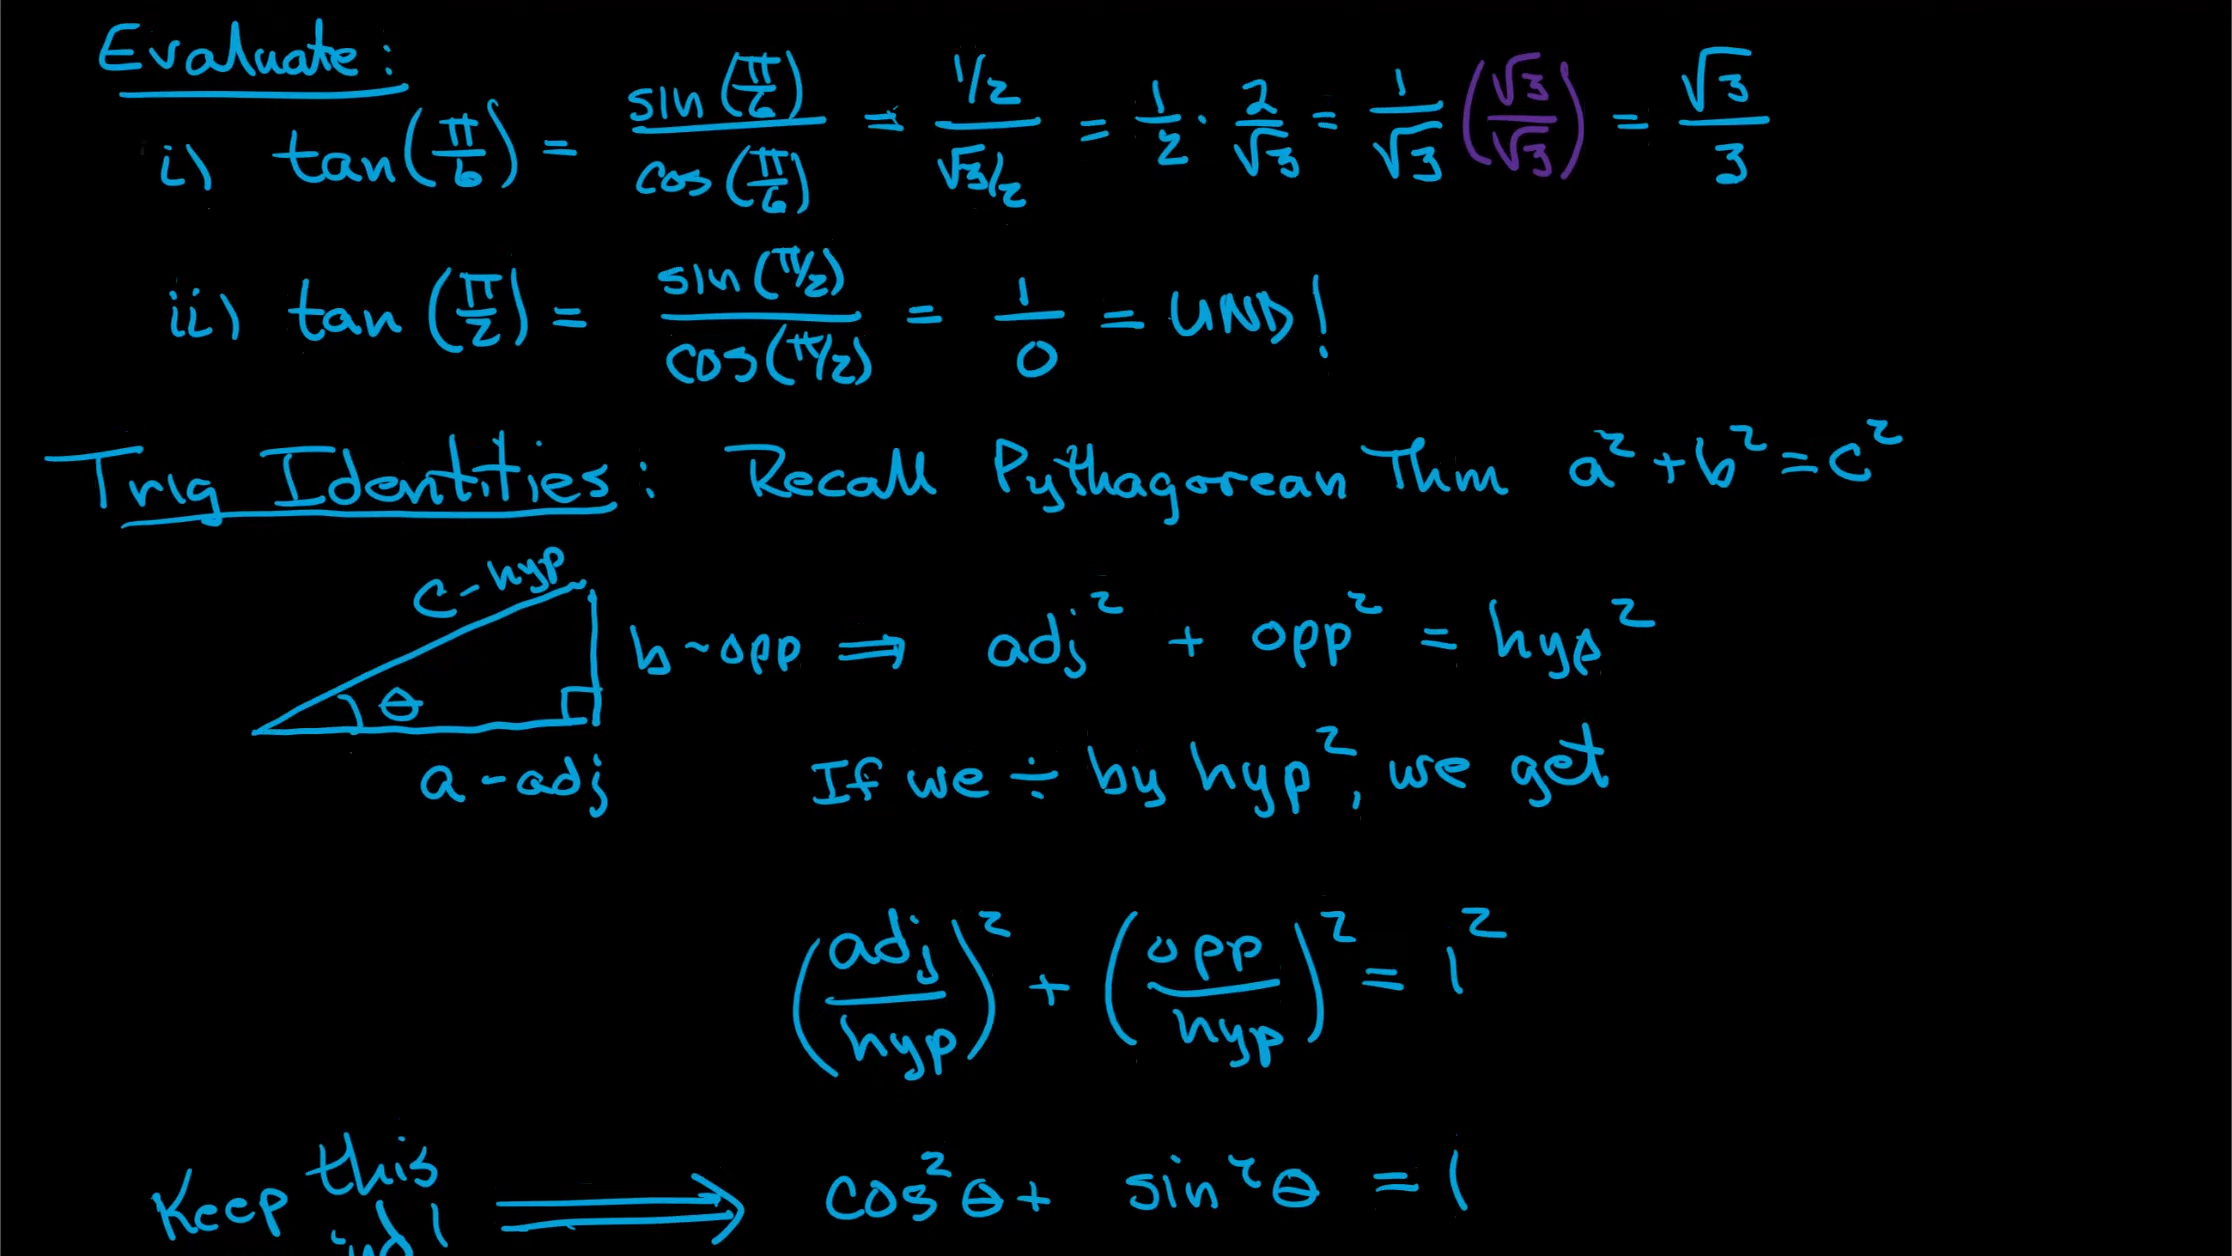 Evaluate:
i) tan(π/6) = sin(π/6)/cos(π/6) = 1/2/√3/2 = 1/2 · 2/√3 = 1/√3 (√3/√3) = √3/3
ii) tan(π/2) = sin(π/2)/cos(π/2) = 1/0 = UND!
Trig Identities: Recall Pythagorean Thm a² + b² = c²
c-hyp
b-opp ⇒ adj² + opp² = hyp²
θ
a-adj
If we ÷ by hyp², we get
(adj/hyp)² + (opp/hyp)² = 1²
Keep this
⟹ cos²θ + sin²θ = 1